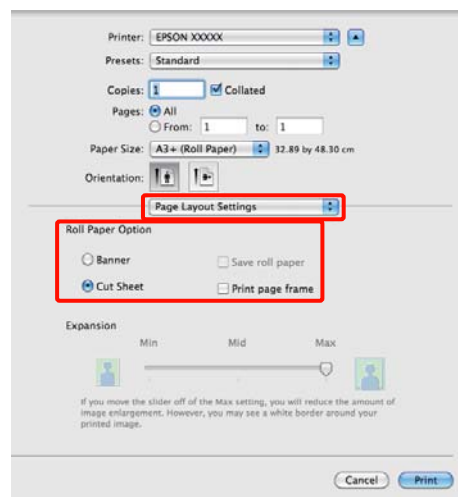 Printer: EPSON XXXXX
Presets: Standard
Copies: 1 Collated
Pages: All
From: 1 to: 1
Paper Size: A3+ (Roll Paper) 32.89 by 48.30 cm
Orientation:
Page Layout Settings
Roll Paper Option
Banner Save roll paper
Cut Sheet Print page frame
Expansion
Min Mid Max
If you move the slider off of the Max setting, you will reduce the amount of
image enlargement. However, you may see a white border around your
printed image.
Cancel Print